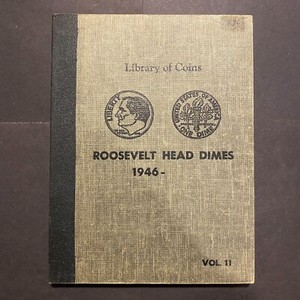 Library of Coins
LIBERTY
UNITED STATES OF AMERICA
ONE DIME
ROOSEVELT HEAD DIMES
1946-
VOL. 11